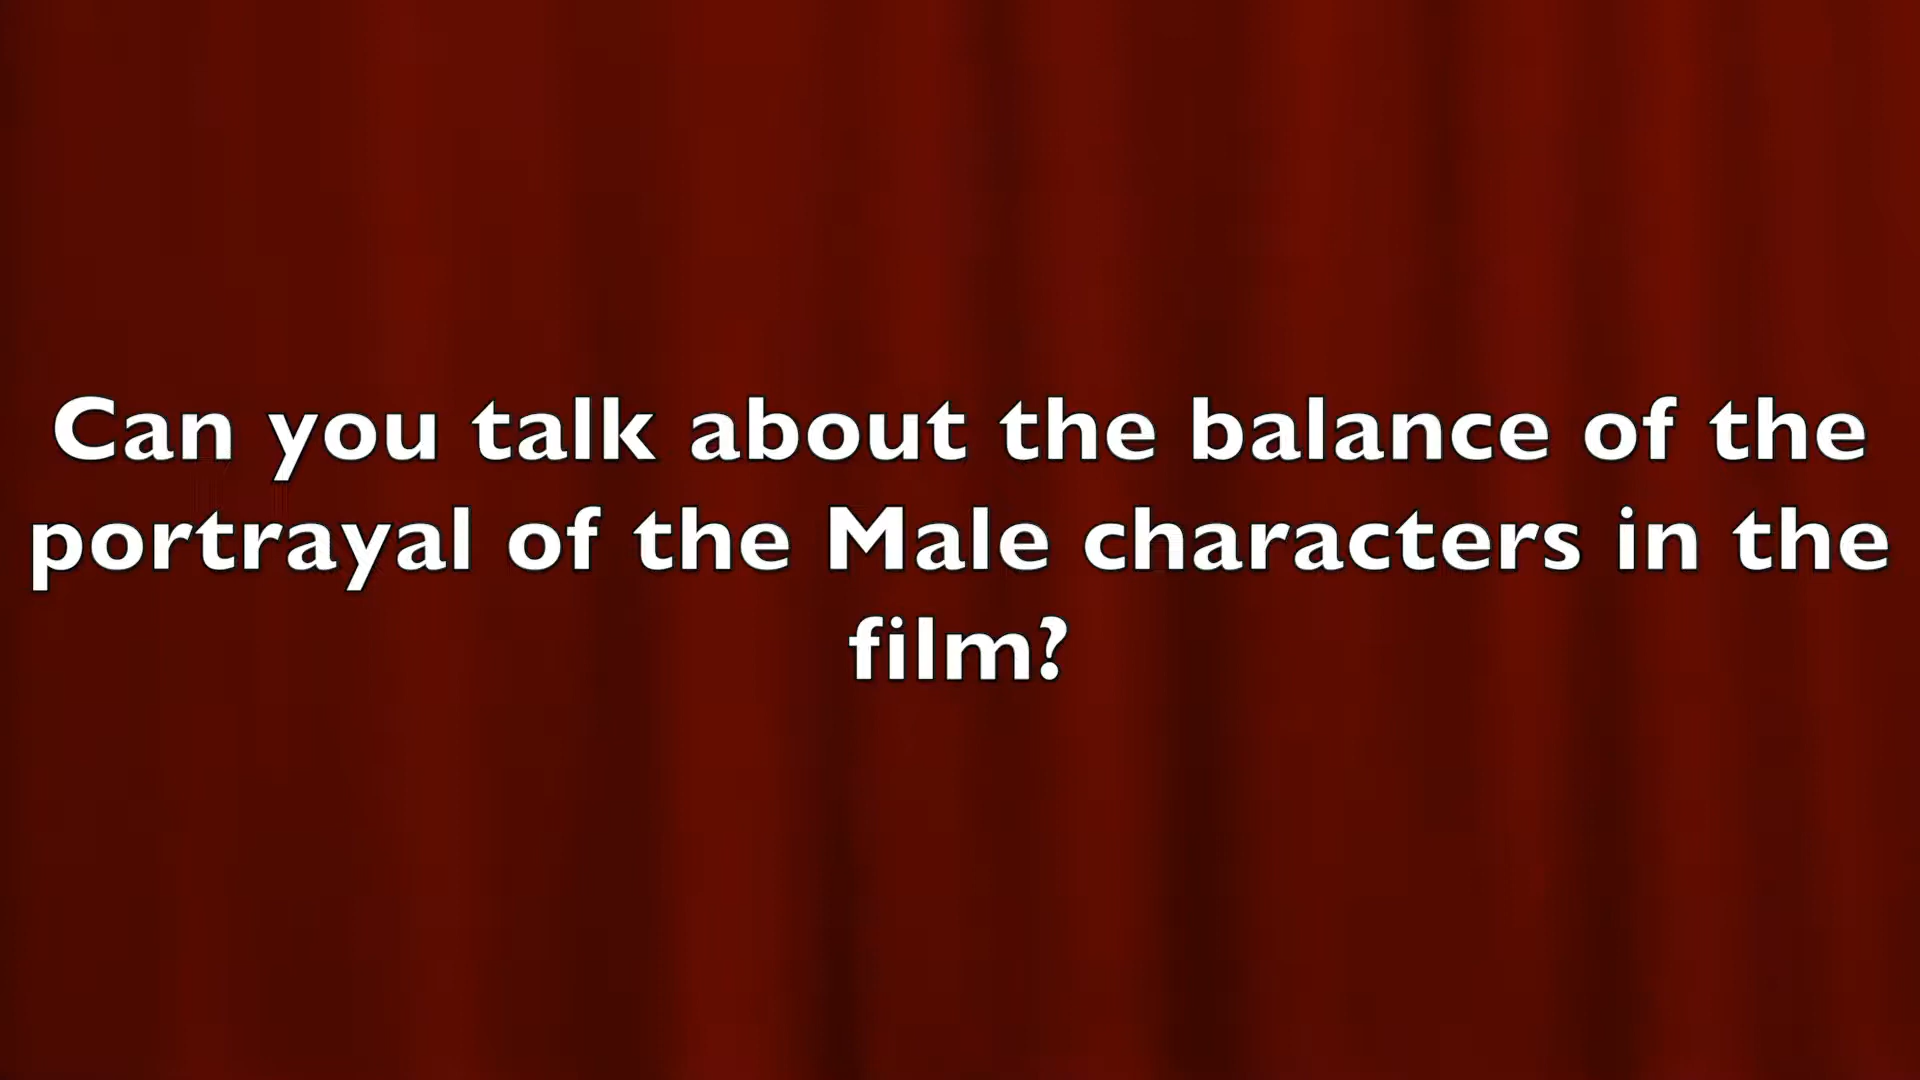 Can you talk about the balance of the
portrayal of the Male characters in the
film?